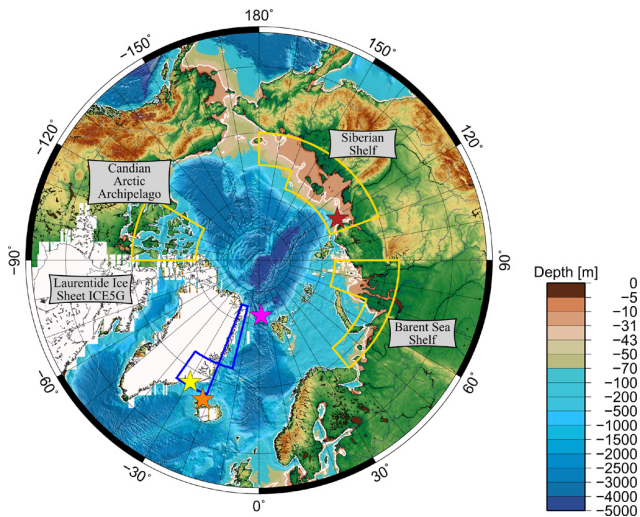 180˚
−150˚
150˚
−120˚
120˚
Siberian
Shelf
Candian
Arctic
Archipelago
−90˚
90˚
Laurentide Ice
Sheet ICE5G
Barent Sea
Shelf
−60˚
60˚
−30˚
30˚
0˚
Depth [m]
0
−5
−10
−31
−43
−50
−70
−100
−200
−500
−1000
−1500
−2000
−2500
−3000
−4000
−5000